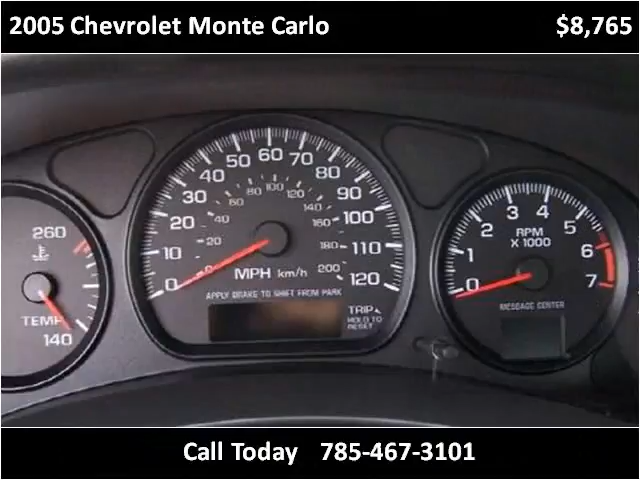 2005 Chevrolet Monte Carlo $8,765
260
TEMP
140
0 10 20 30 40 50 60 70 80 90 100 110 120
20 40 60 80 100 120 140 160 180 200
MPH km/h
APPLY BRAKE TO SHIFT FROM PARK
TRIP
HOLD TO
RESET
0 1 2 3 4 5 6 7
RPM
X 1000
MESSAGE CENTER
Call Today 785-467-3101